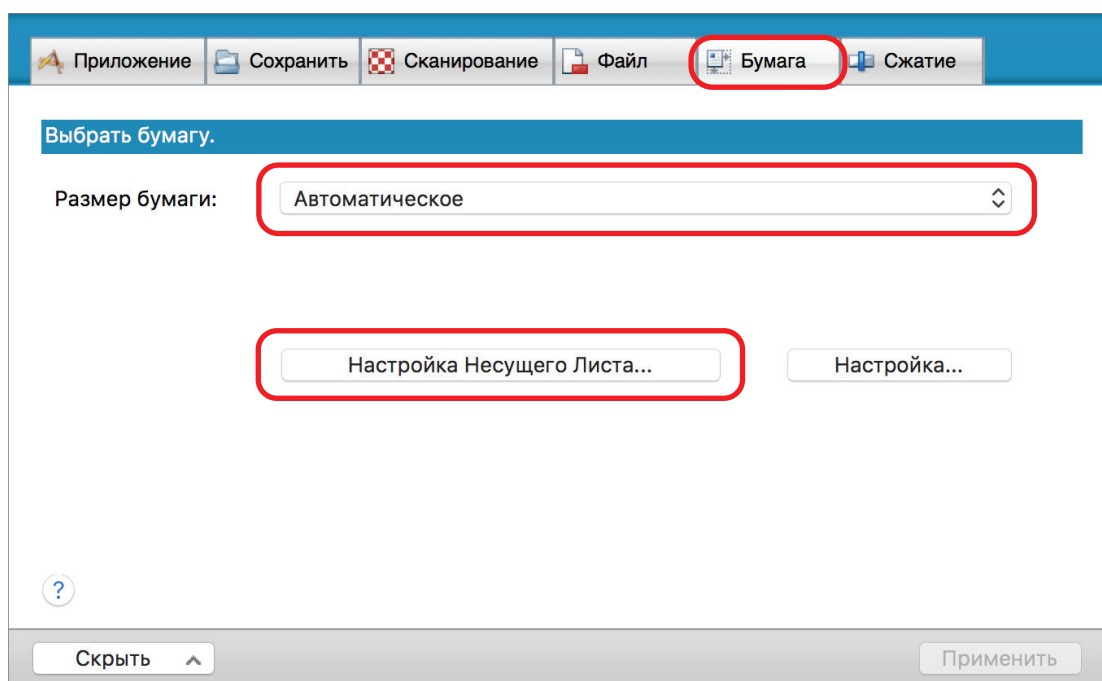 Приложение Сохранить Сканирование Файл Бумага Сжатие
Выбрать бумагу.
Размер бумаги: Автоматическое
Настройка Несущего Листа... Настройка...
?
Скрыть Применить